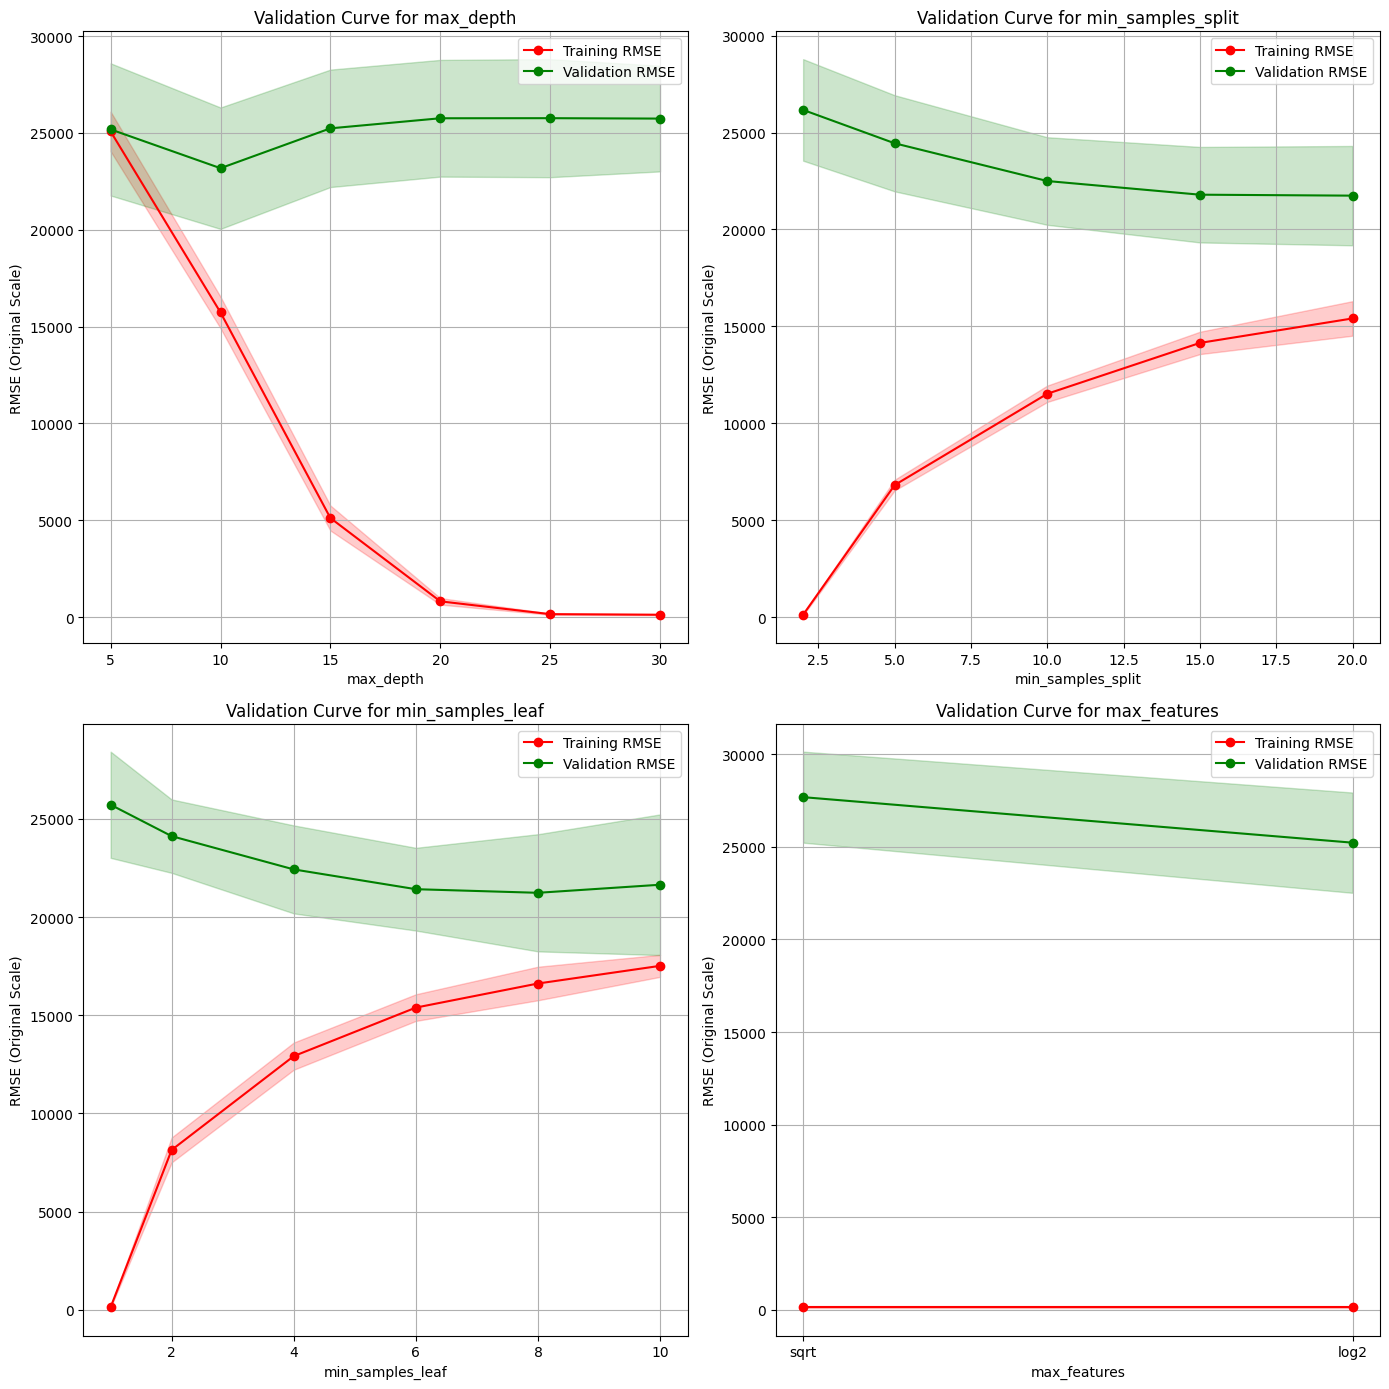 Validation Curve for max_depth
Training RMSE
Validation RMSE
RMSE (Original Scale)
30000
25000
20000
15000
10000
5000
0
5 10 15 20 25 30
max_depth
Validation Curve for min_samples_split
Training RMSE
Validation RMSE
RMSE (Original Scale)
30000
25000
20000
15000
10000
5000
0
2.5 5.0 7.5 10.0 12.5 15.0 17.5 20.0
min_samples_split
Validation Curve for min_samples_leaf
Training RMSE
Validation RMSE
RMSE (Original Scale)
25000
20000
15000
10000
5000
0
2 4 6 8 10
min_samples_leaf
Validation Curve for max_features
Training RMSE
Validation RMSE
RMSE (Original Scale)
30000
25000
20000
15000
10000
5000
0
sqrt log2
max_features